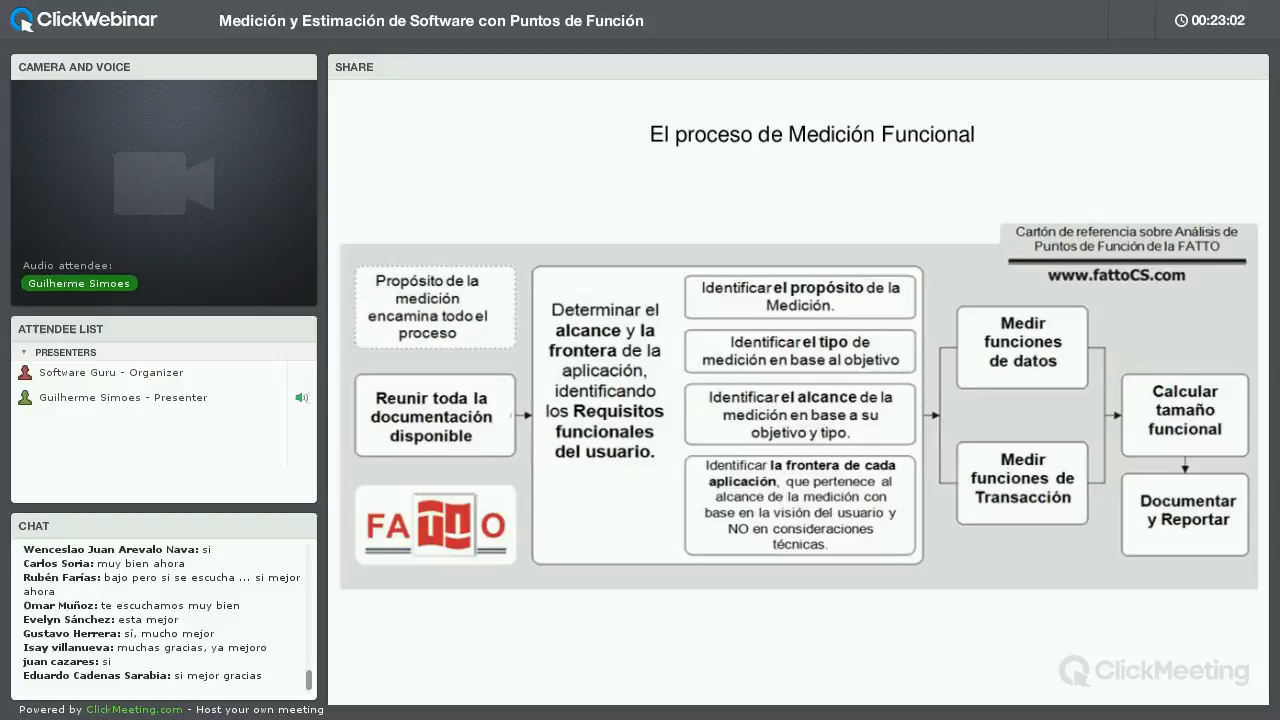 ClickWebinar
Medición y Estimación de Software con Puntos de Función
00:23:02
CAMERA AND VOICE
Audio attendee:
Guilherme Simoes
ATTENDEE LIST
PRESENTERS
Software Guru - Organizer
Guilherme Simoes - Presenter
CHAT
Wenceslao Juan Arevalo Nava: si
Carlos Soria: muy bien ahora
Rubén Farías: bajo pero si se escucha ... si mejor
ahora
Omar Muñoz: te escuchamos muy bien
Evelyn Sánchez: esta mejor
Gustavo Herrera: sí, mucho mejor
Isay villanueva: muchas gracias, ya mejoro
juan cazares: si
Eduardo Cadenas Sarabia: si mejor gracias
Powered by ClickMeeting.com - Host your own meeting
SHARE
El proceso de Medición Funcional
Cartón de referencia sobre Análisis de
Puntos de Función de la FATTO
www.fattoCS.com
Propósito de la
medición
encamina todo el
proceso
Reunir toda la
documentación
disponible
FATTO
Determinar el
alcance y la
frontera de la
aplicación,
identificando
los Requisitos
funcionales
del usuario.
Identificar el propósito de la
Medición.
Identificar el tipo de
medición en base al objetivo
Identificar el alcance de la
medición en base a su
objetivo y tipo.
Identificar la frontera de cada
aplicación, que pertenece al
alcance de la medición con
base en la visión del usuario y
NO en consideraciones
técnicas.
Medir
funciones
de datos
Medir
funciones de
Transacción
Calcular
tamaño
funcional
Documentar
y Reportar
ClickMeeting